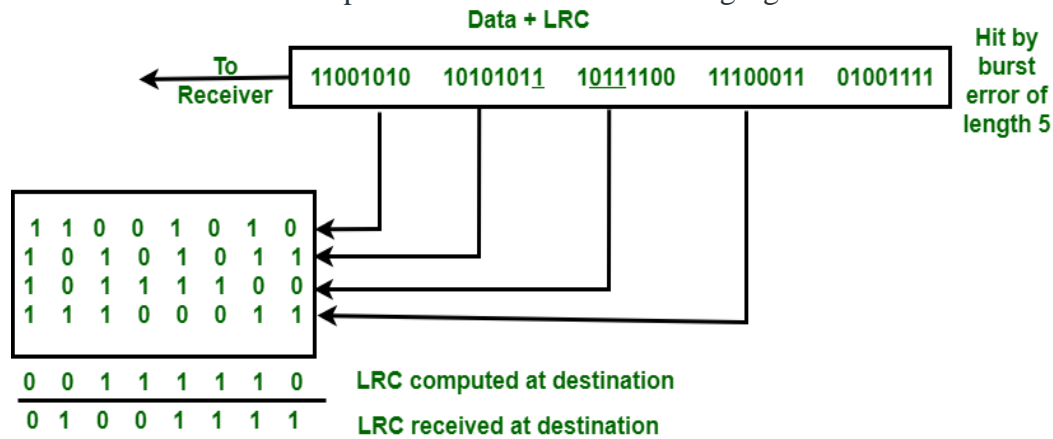 Data + LRC
To
Receiver
11001010 10101011 10111100 11100011 01001111
Hit by
burst
error of
length 5
1 1 0 0 1 0 1 0
1 0 1 0 1 0 1 1
1 0 1 1 1 1 0 0
1 1 1 0 0 0 1 1
0 0 1 1 1 1 1 0 LRC computed at destination
0 1 0 0 1 1 1 1 LRC received at destination